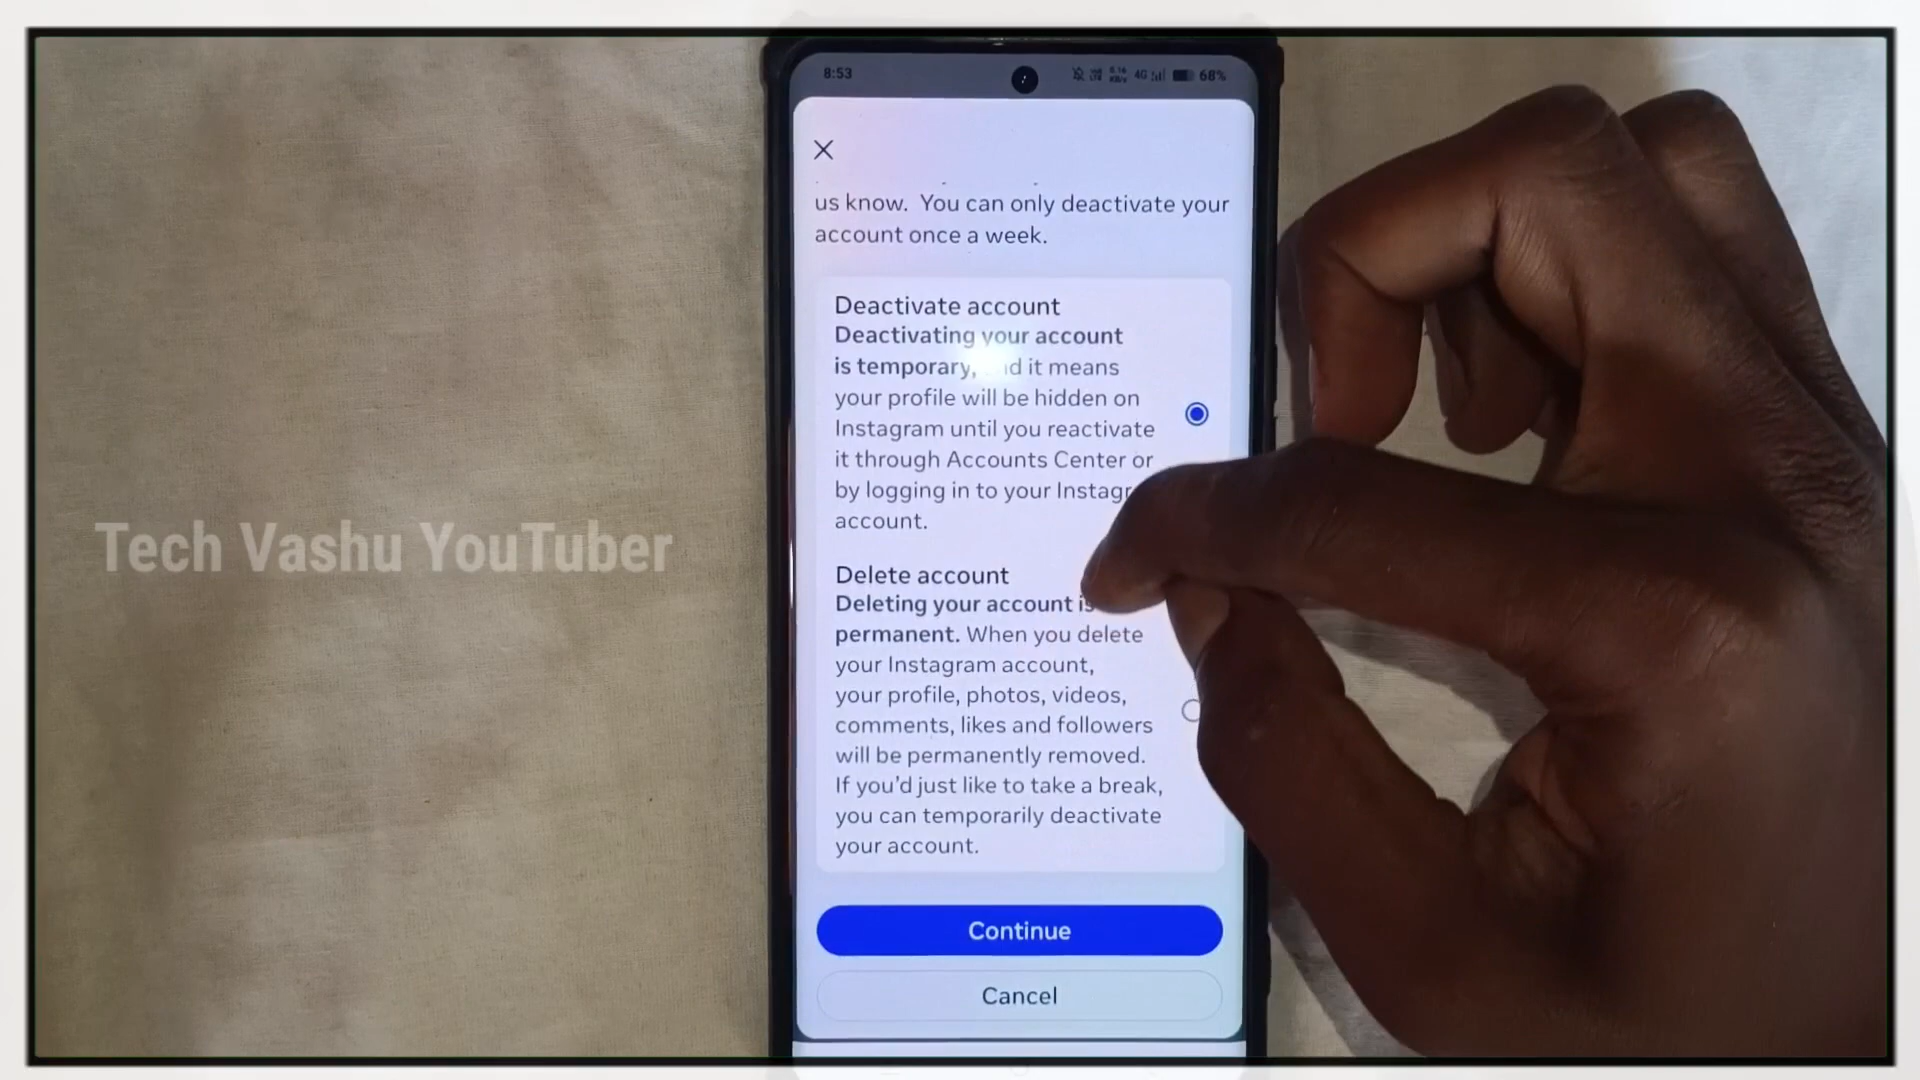 8:53
4G
68%
us know. You can only deactivate your
account once a week.
Deactivate account
Deactivating your account
is temporary, it means
your profile will be hidden on
Instagram until you reactivate
it through Accounts Center or
by logging in to your
account.
Delete account
Deleting your account is
permanent. When you delete
your Instagram account,
your profile, photos, videos,
comments, likes and followers
will be permanently removed.
If you'd just like to take a break,
you can temporarily deactivate
your account.
Continue
Cancel
Tech Vashu YouTuber